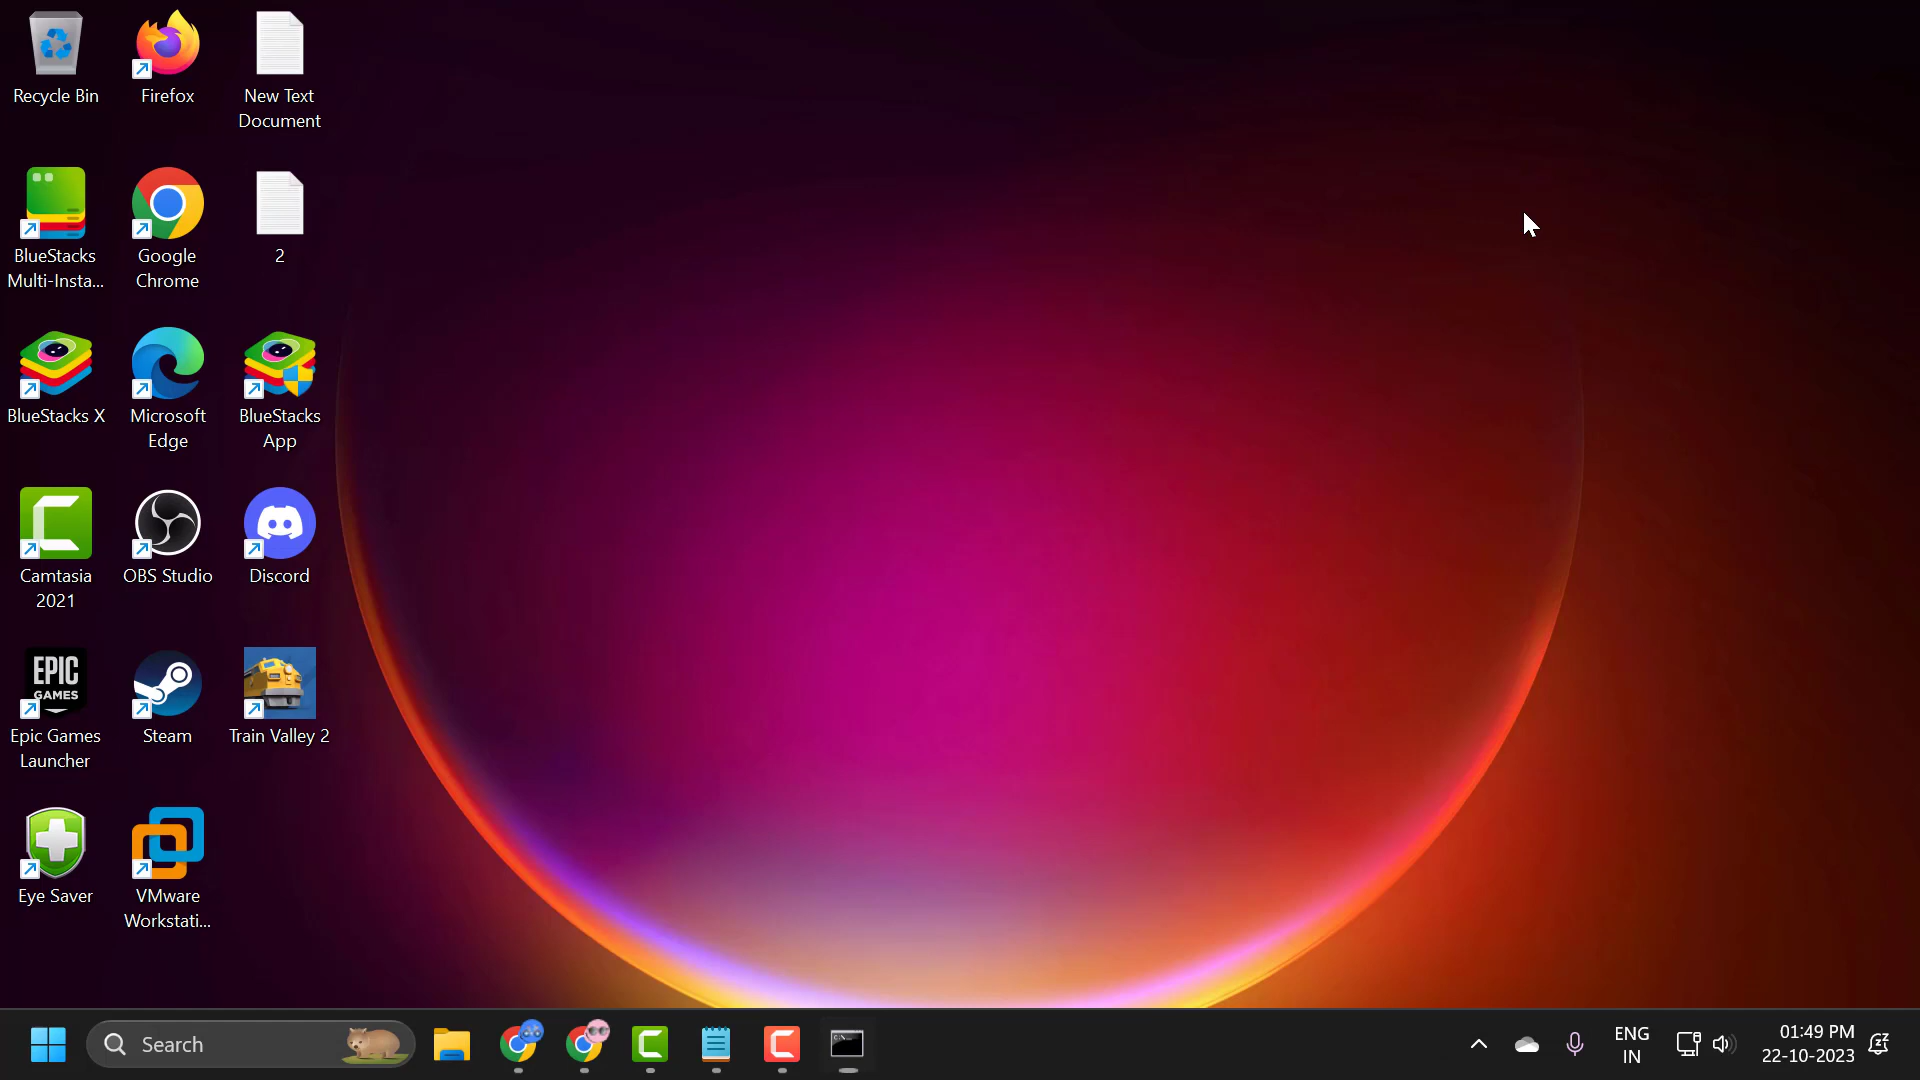 Recycle Bin
Firefox
New Text
Document
BlueStacks
Multi-Insta...
Google
Chrome
2
BlueStacks X
Microsoft
Edge
BlueStacks
App
Camtasia
2021
OBS Studio
Discord
EPIC
GAMES
Epic Games
Launcher
Steam
Train Valley 2
Eye Saver
VMware
Workstati...
Search
ENG
IN
01:49 PM
22-10-2023